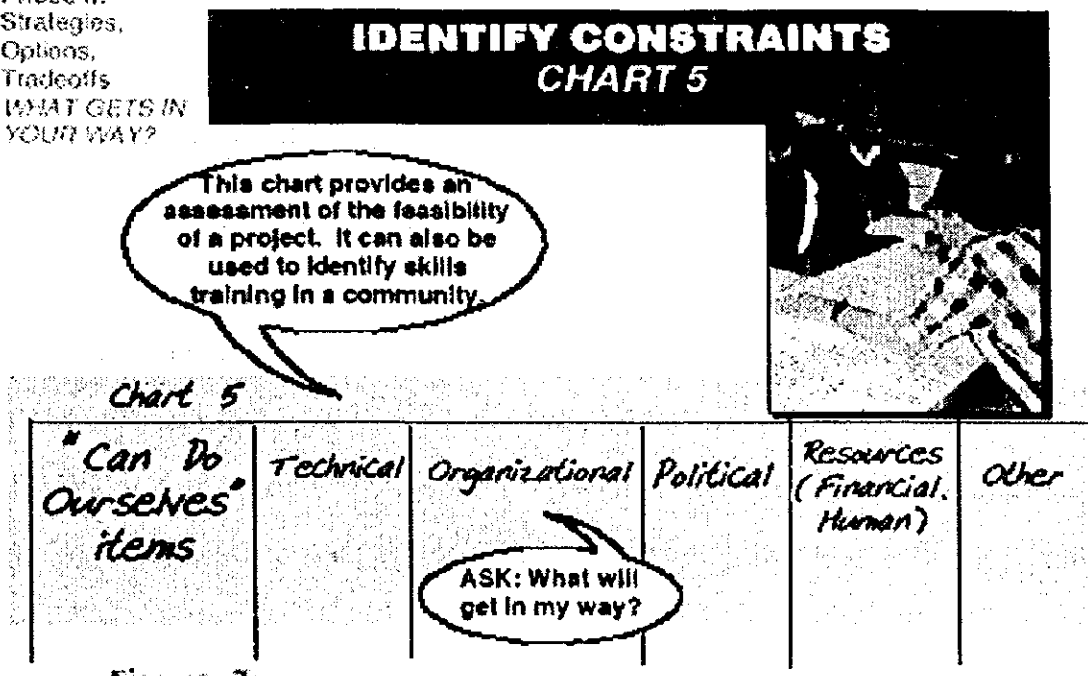 Strategies,
Options,
Tradeoffs
WHAT GETS IN
YOUR WAY?
IDENTIFY CONSTRAINTS
CHART 5
This chart provides an
assessment of the feasibility
of a project. It can also be
used to identify skills
training in a community.
Chart 5
"Can Do
Ourselves"
items
Technical
Organizational
Political
Resources
(Financial,
Human)
Other
ASK: What will
get in my way?